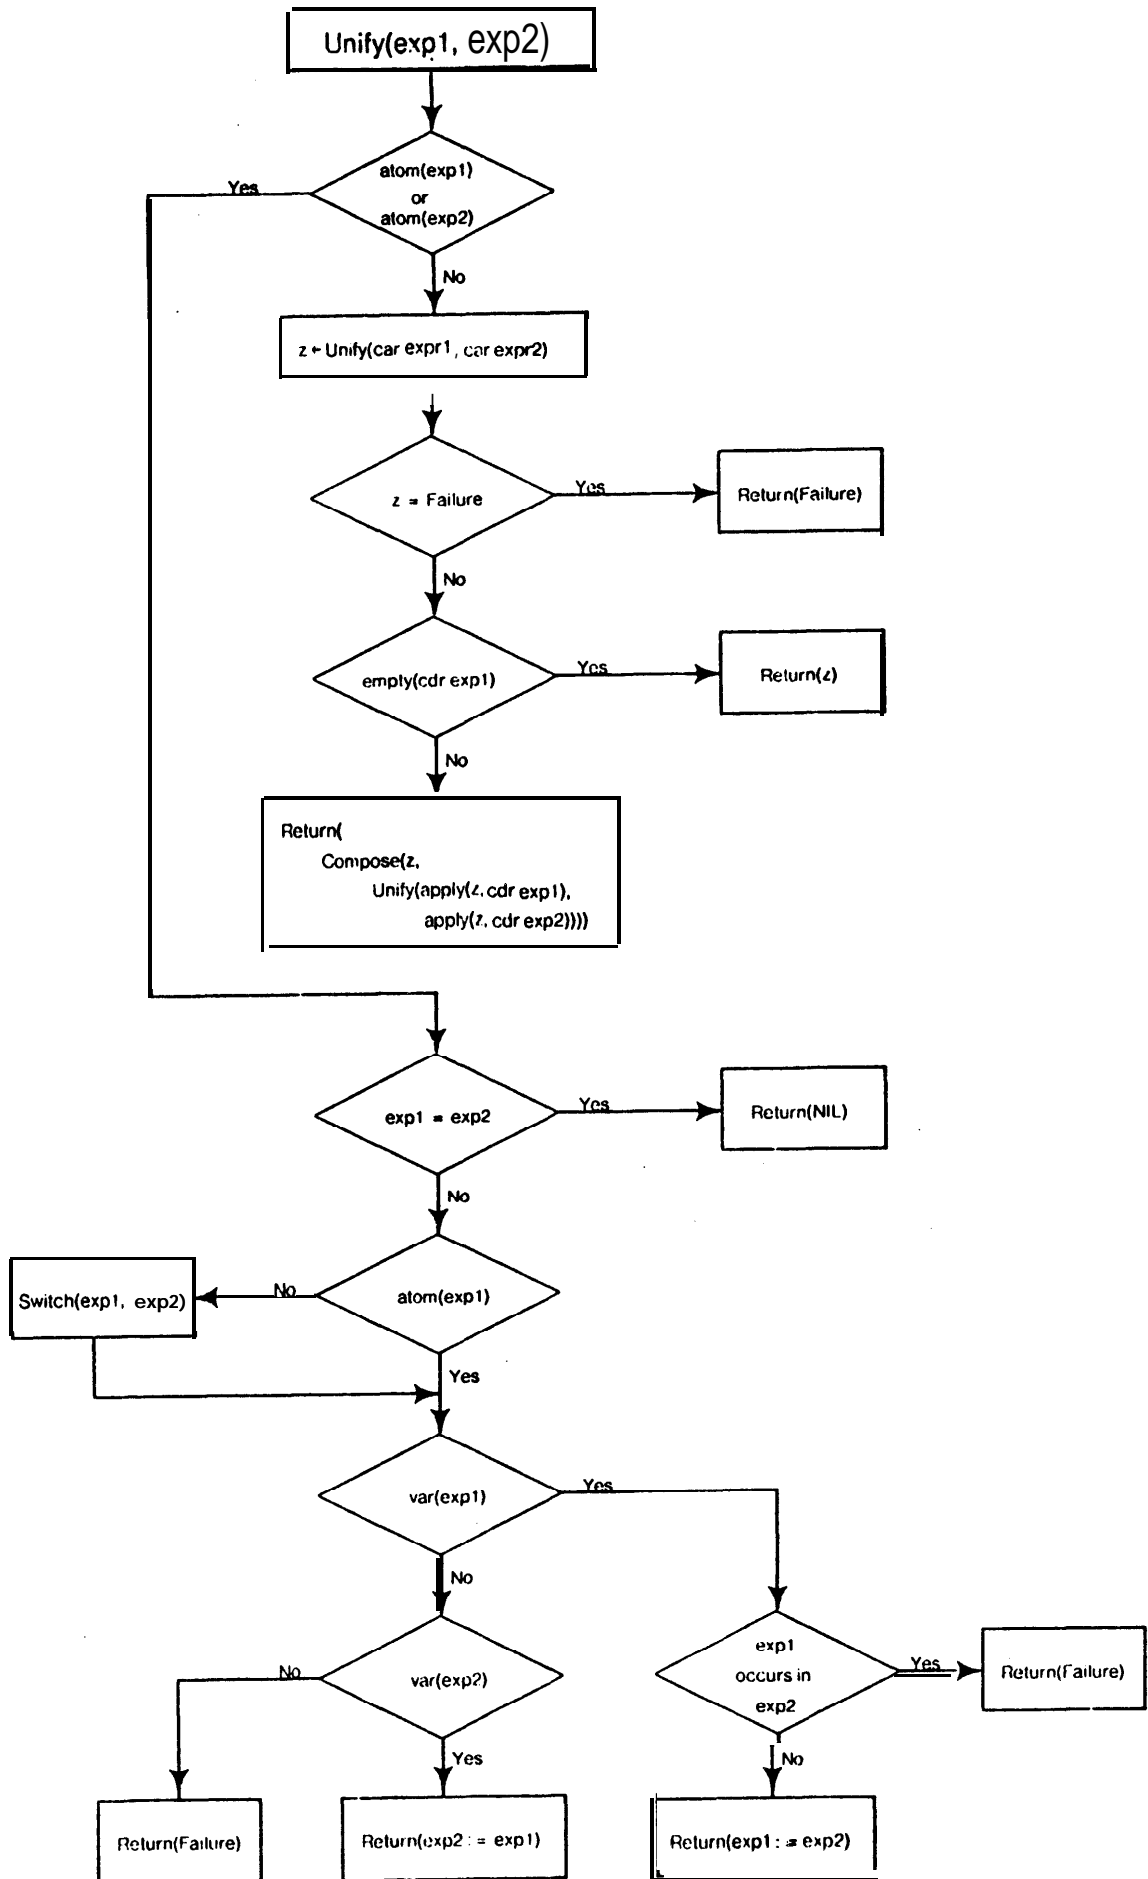 Unify(exp1, exp2)
atom(exp1)
or
atom(exp2)
Yes
No
z ← Unify(car expr1, car expr2)
z = Failure
Yes
Return(Failure)
No
empty(cdr exp1)
Yes
Return(z)
No
Return(
Compose(z,
Unify(apply(z, cdr exp1),
apply(z, cdr exp2))))
exp1 = exp2
Yes
Return(NIL)
No
atom(exp1)
No
Switch(exp1, exp2)
Yes
var(exp1)
Yes
No
exp1
occurs in
exp2
Yes
Return(Failure)
var(exp2)
No
Yes
No
Return(Failure)
Return(exp2 := exp1)
Return(exp1 := exp2)